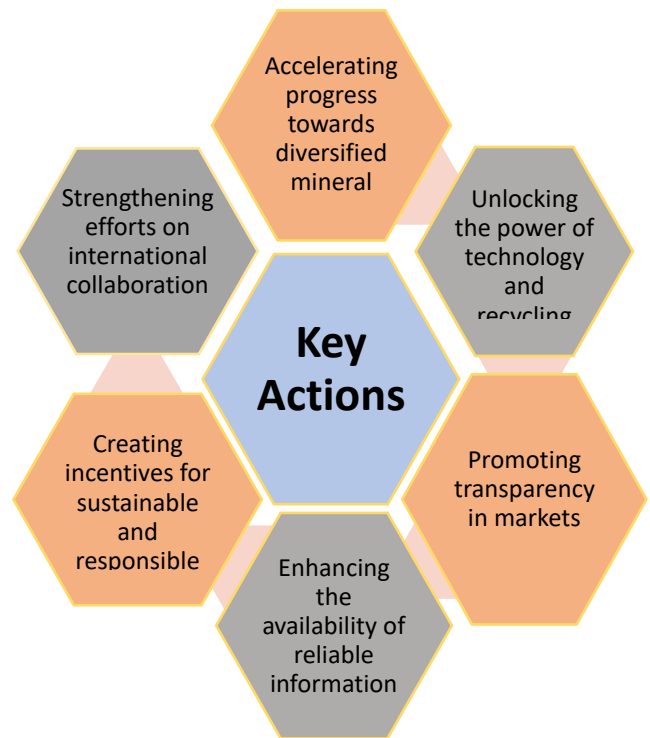 Accelerating
progress
towards
diversified
mineral
Unlocking
the power of
technology
and
recycling
Promoting
transparency
in markets
Enhancing
the
availability of
reliable
information
Creating
incentives for
sustainable
and
responsible
Strengthening
efforts on
international
collaboration
Key
Actions